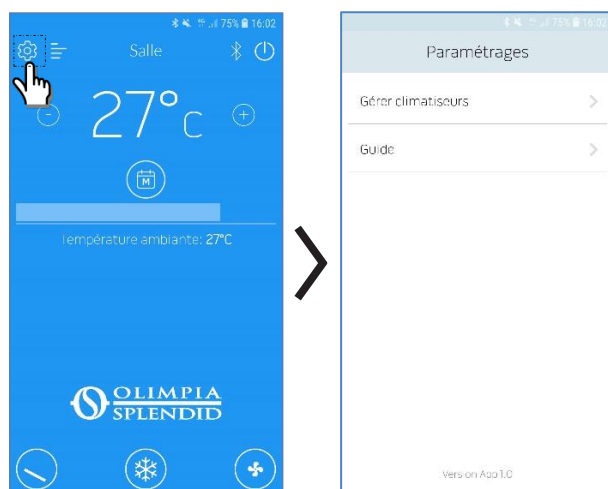 75% 16:02
Salle
27°C
- +
M
Température ambiante: 27°C
OLIMPIA
SPLENDID
75% 16:02
Paramétrages
Gérer climatiseurs
Guide
Version App 1.0